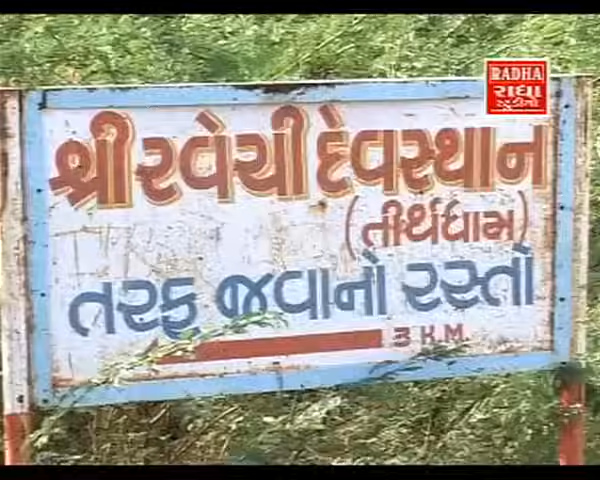 RADHA
રાધા
સ્ટુડીયો
શ્રી રવેચી દેવસ્થાન
(તીર્થધામ)
તરફ જવાનો રસ્તો
3 K.M.